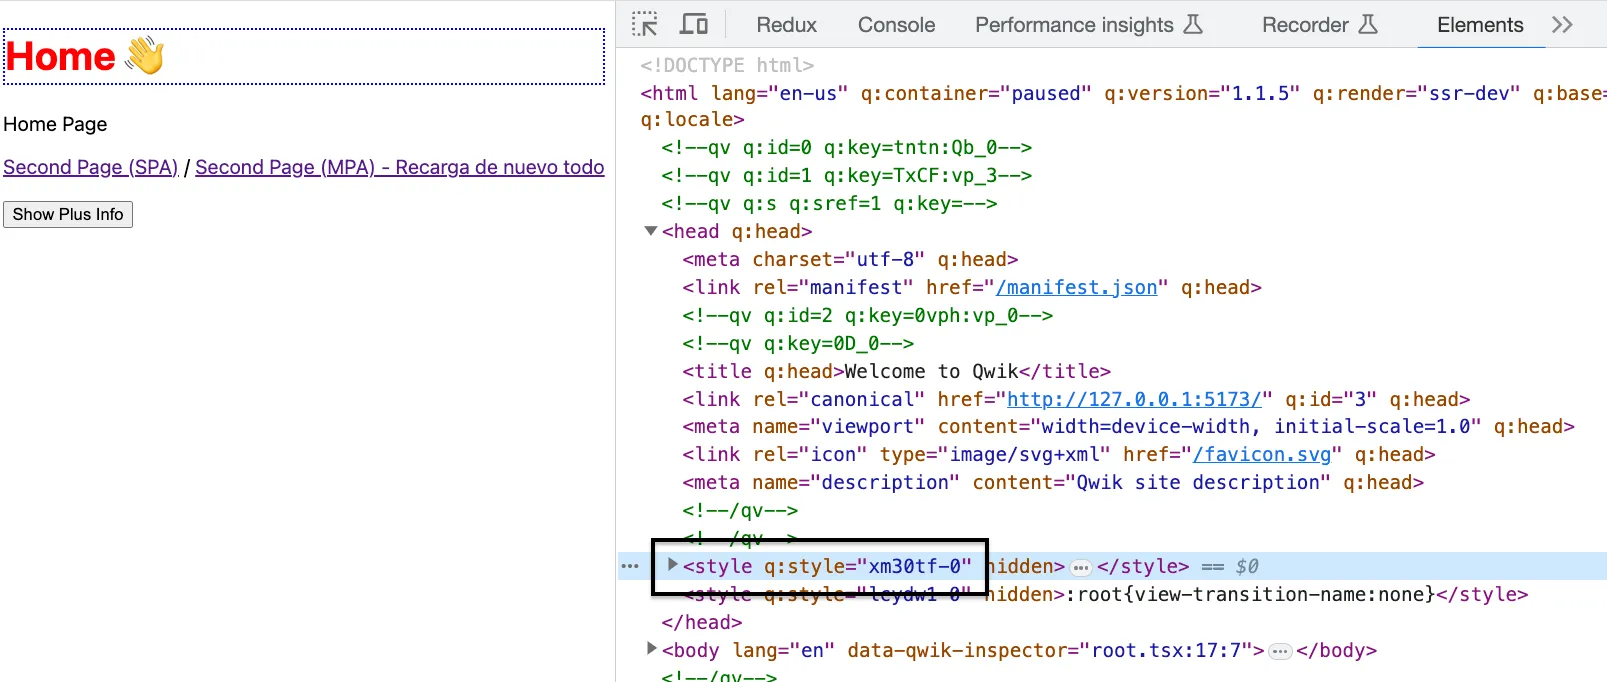 Home 👋
Home Page
Second Page (SPA) / Second Page (MPA) - Recarga de nuevo todo
Show Plus Info
Redux Console Performance insights Recorder Elements
<!DOCTYPE html>
<html lang="en-us" q:container="paused" q:version="1.1.5" q:render="ssr-dev" q:base=
q:locale>
<!--qv q:id=0 q:key=tntn:Qb_0-->
<!--qv q:id=1 q:key=TxCF:vp_3-->
<!--qv q:s q:sref=1 q:key=-->
<head q:head>
<meta charset="utf-8" q:head>
<link rel="manifest" href="/manifest.json" q:head>
<!--qv q:id=2 q:key=0vph:vp_0-->
<!--qv q:key=0D_0-->
<title q:head>Welcome to Qwik</title>
<link rel="canonical" href="http://127.0.0.1:5173/" q:id="3" q:head>
<meta name="viewport" content="width=device-width, initial-scale=1.0" q:head>
<link rel="icon" type="image/svg+xml" href="/favicon.svg" q:head>
<meta name="description" content="Qwik site description" q:head>
<!--/qv-->
<!--/qv-->
<style q:style="xm30tf-0" hidden>…</style> == $0
<style q:style="lcydw1-0" hidden>:root{view-transition-name:none}</style>
</head>
<body lang="en" data-qwik-inspector="root.tsx:17:7">…</body>
<!--/qv-->